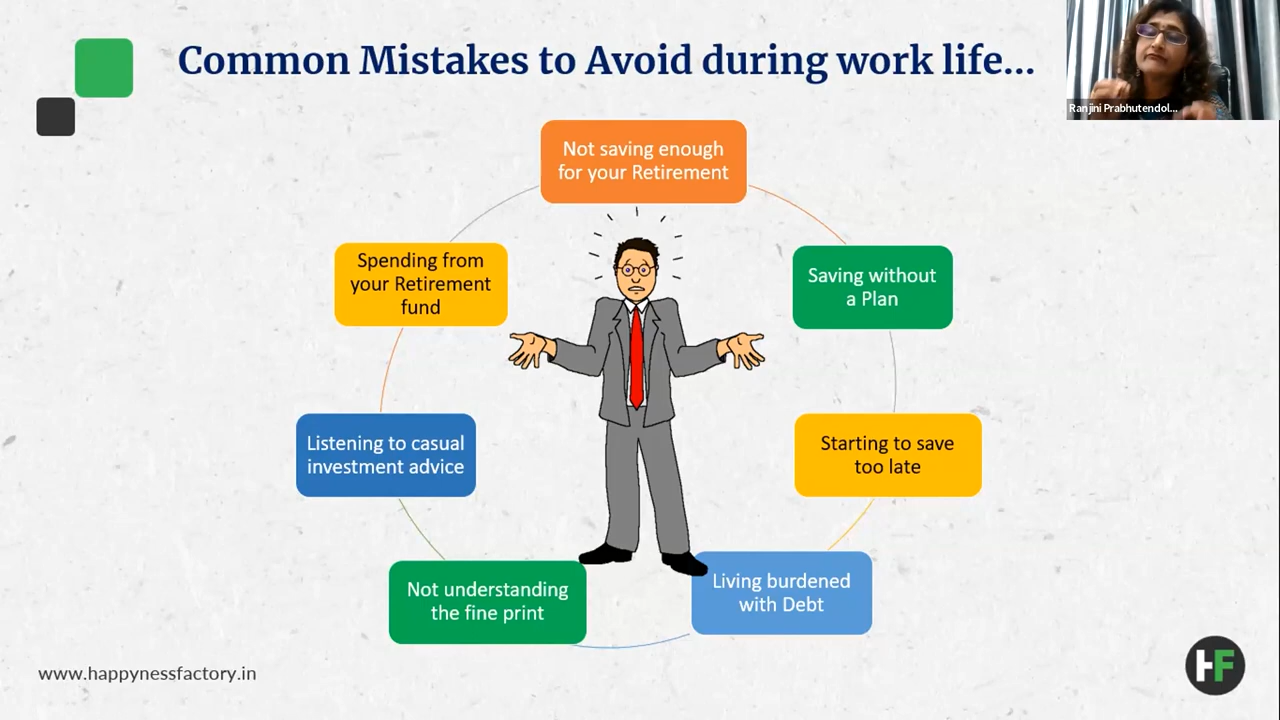 Common Mistakes to Avoid during work life...
Ranjini Prabhutendol...
Not saving enough
for your Retirement
Saving without
a Plan
Starting to save
too late
Living burdened
with Debt
Not understanding
the fine print
Listening to casual
investment advice
Spending from
your Retirement
fund
www.happynessfactory.in
HF